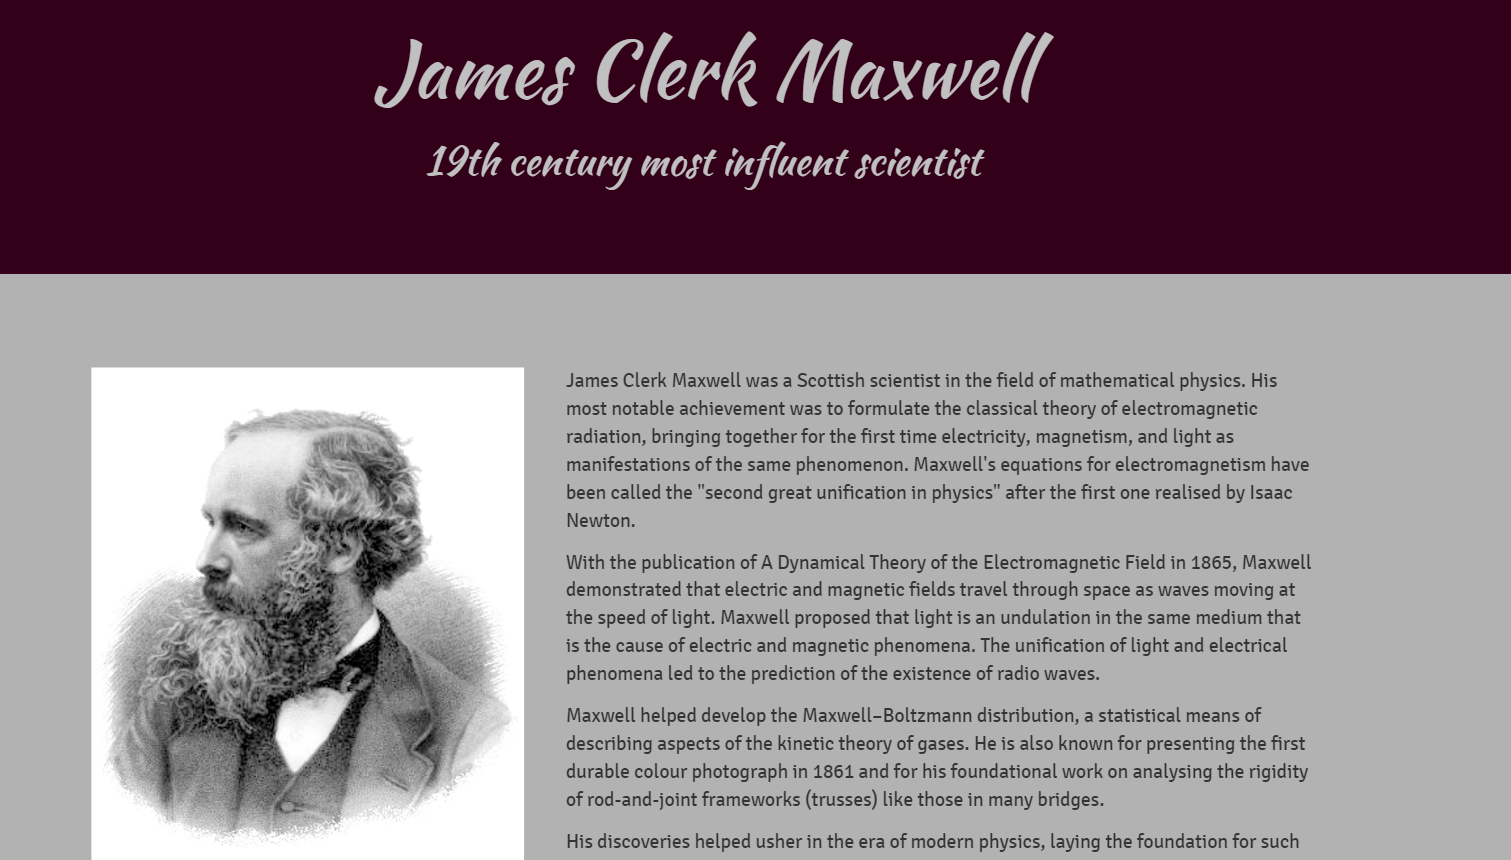 James Clerk Maxwell
19th century most influent scientist
James Clerk Maxwell was a Scottish scientist in the field of mathematical physics. His
most notable achievement was to formulate the classical theory of electromagnetic
radiation, bringing together for the first time electricity, magnetism, and light as
manifestations of the same phenomenon. Maxwell's equations for electromagnetism have
been called the "second great unification in physics" after the first one realised by Isaac
Newton.
With the publication of A Dynamical Theory of the Electromagnetic Field in 1865, Maxwell
demonstrated that electric and magnetic fields travel through space as waves moving at
the speed of light. Maxwell proposed that light is an undulation in the same medium that
is the cause of electric and magnetic phenomena. The unification of light and electrical
phenomena led to the prediction of the existence of radio waves.
Maxwell helped develop the Maxwell–Boltzmann distribution, a statistical means of
describing aspects of the kinetic theory of gases. He is also known for presenting the first
durable colour photograph in 1861 and for his foundational work on analysing the rigidity
of rod-and-joint frameworks (trusses) like those in many bridges.
His discoveries helped usher in the era of modern physics, laying the foundation for such